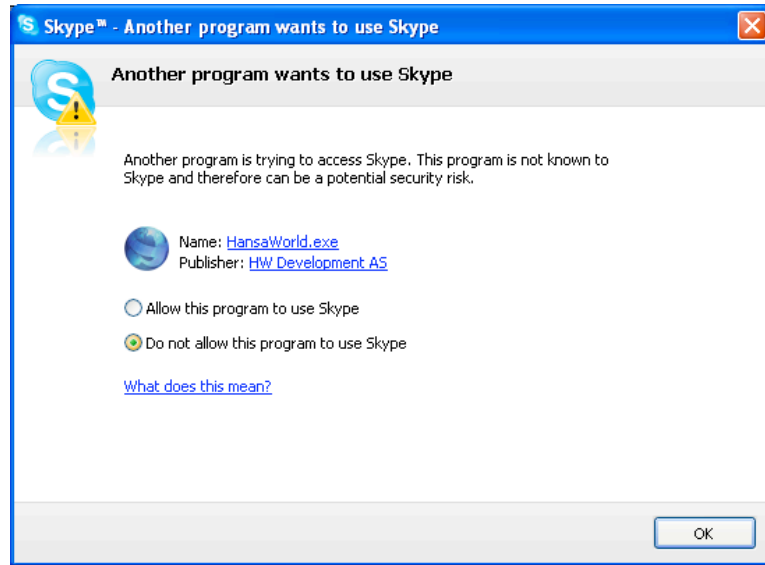 Skype™ - Another program wants to use Skype
Another program wants to use Skype
Another program is trying to access Skype. This program is not known to
Skype and therefore can be a potential security risk.
Name: HansaWorld.exe
Publisher: HW Development AS
Allow this program to use Skype
Do not allow this program to use Skype
What does this mean?
OK